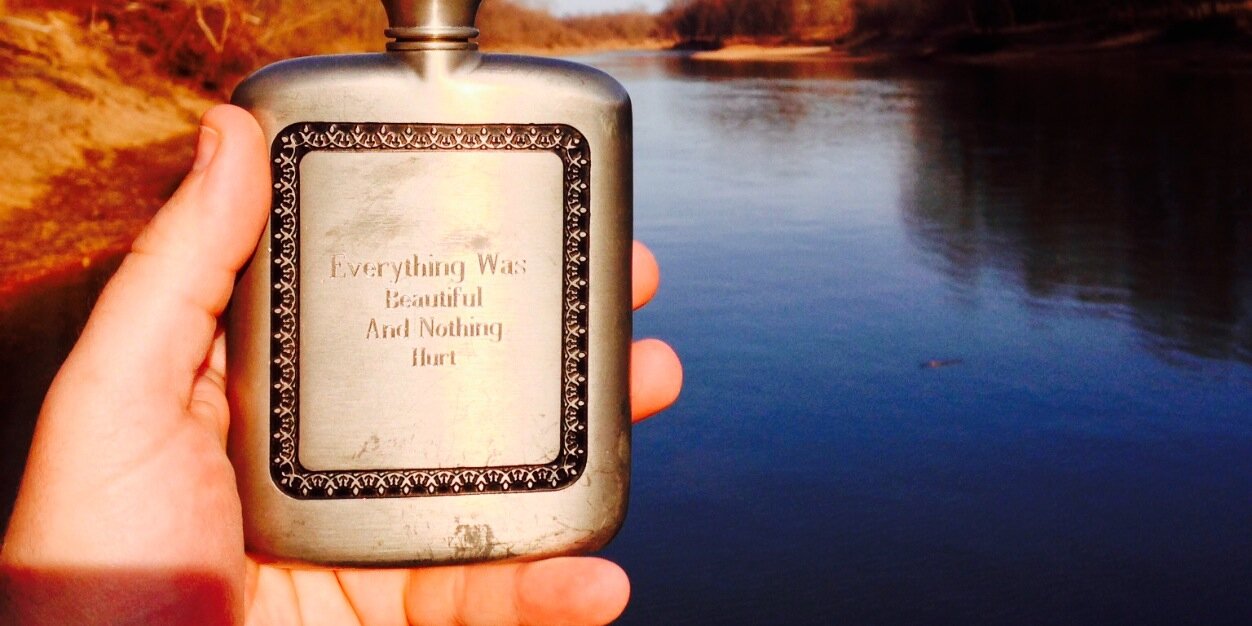 Everything Was
Beautiful
And Nothing
Hurt